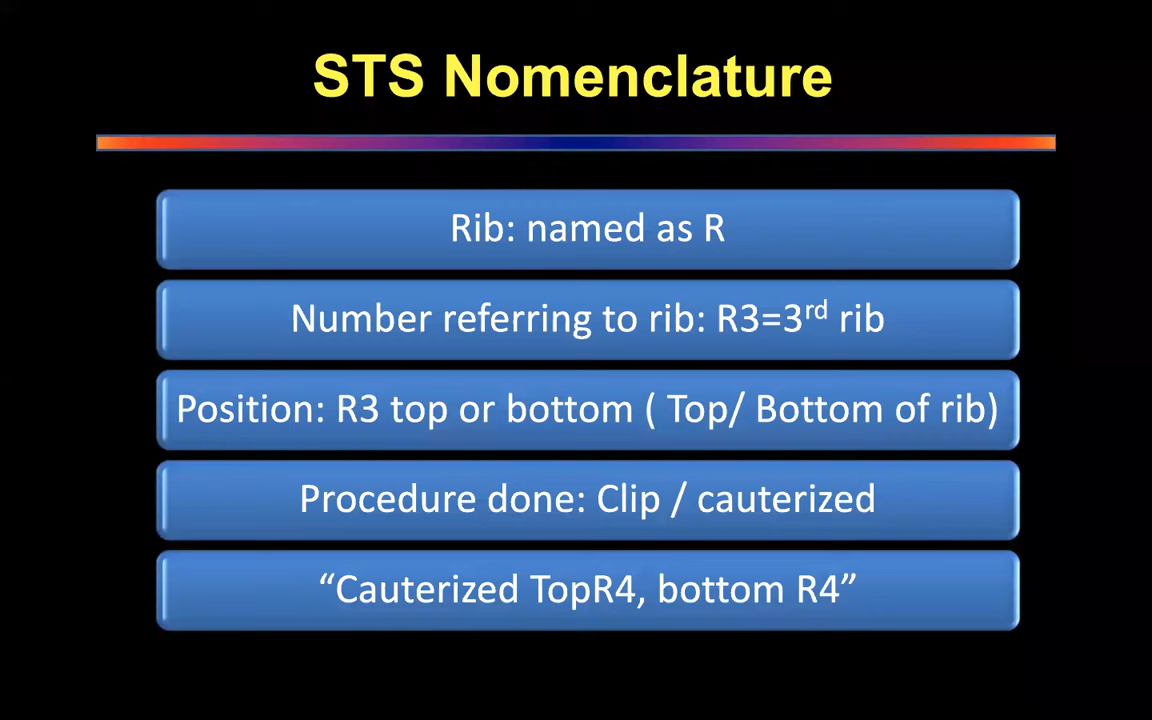 STS Nomenclature
Rib: named as R
Number referring to rib: R3=3rd rib
Position: R3 top or bottom ( Top/ Bottom of rib)
Procedure done: Clip / cauterized
“Cauterized TopR4, bottom R4”